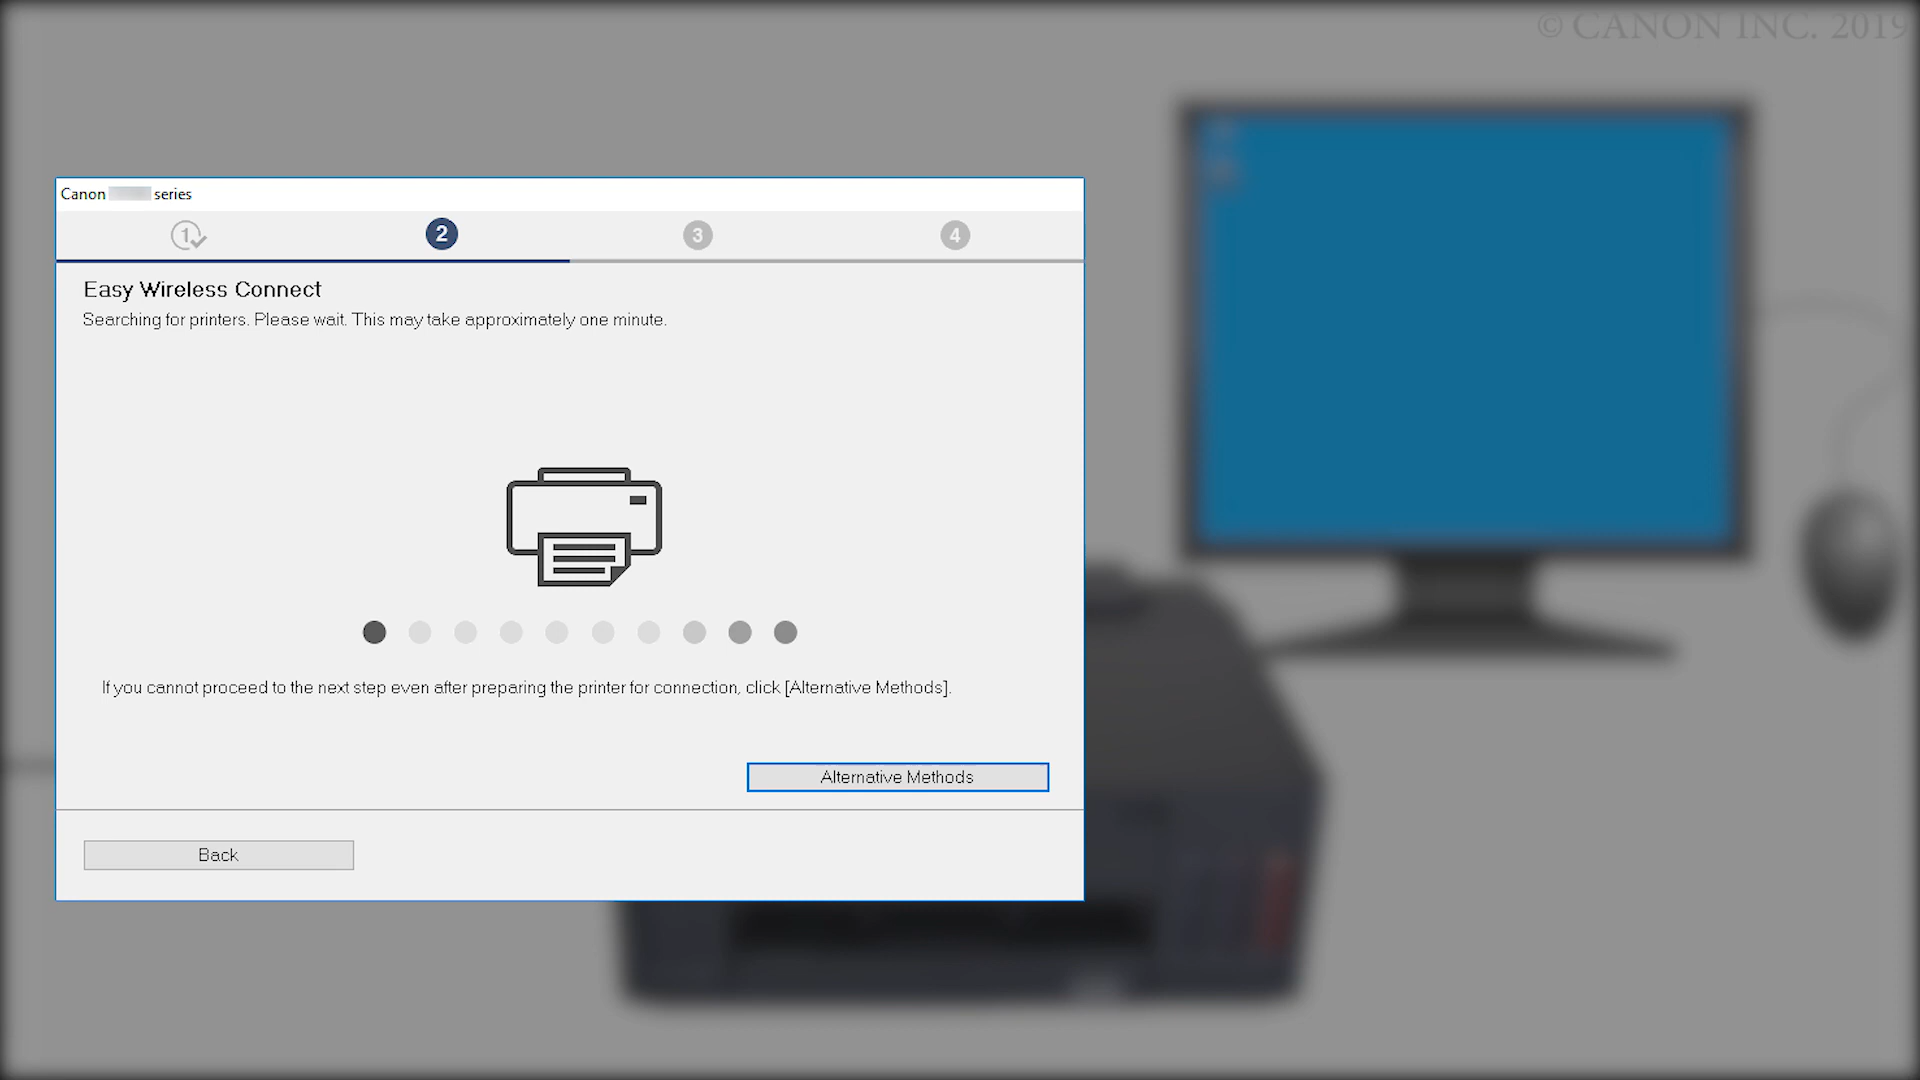 © CANON INC. 2019
Canon series
1 2 3 4
Easy Wireless Connect
Searching for printers. Please wait. This may take approximately one minute.
If you cannot proceed to the next step even after preparing the printer for connection, click [Alternative Methods].
Alternative Methods
Back